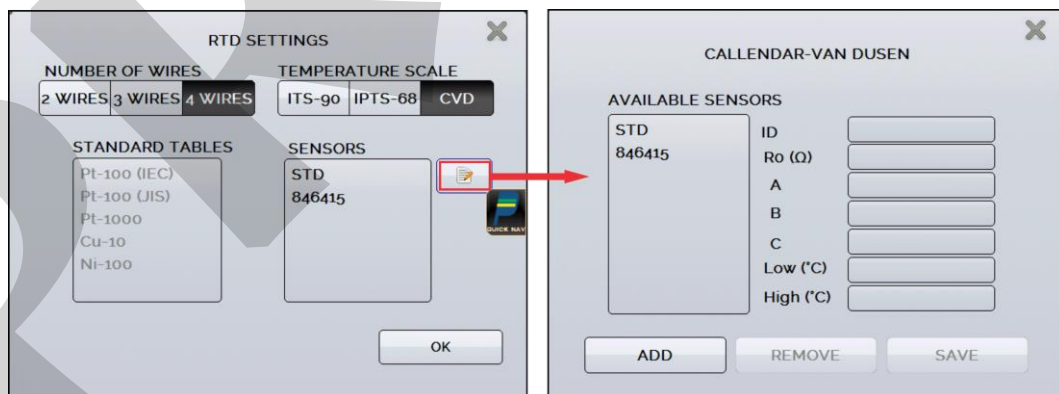 RTD SETTINGS
NUMBER OF WIRES
2 WIRES 3 WIRES 4 WIRES
TEMPERATURE SCALE
ITS-90 IPTS-68 CVD
STANDARD TABLES
Pt-100 (IEC)
Pt-100 (JIS)
Pt-1000
Cu-10
Ni-100
SENSORS
STD
846415
QUICK NAV
OK
CALLENDAR-VAN DUSEN
AVAILABLE SENSORS
STD
846415
ID
Ro (Ω)
A
B
C
Low (°C)
High (°C)
ADD REMOVE SAVE